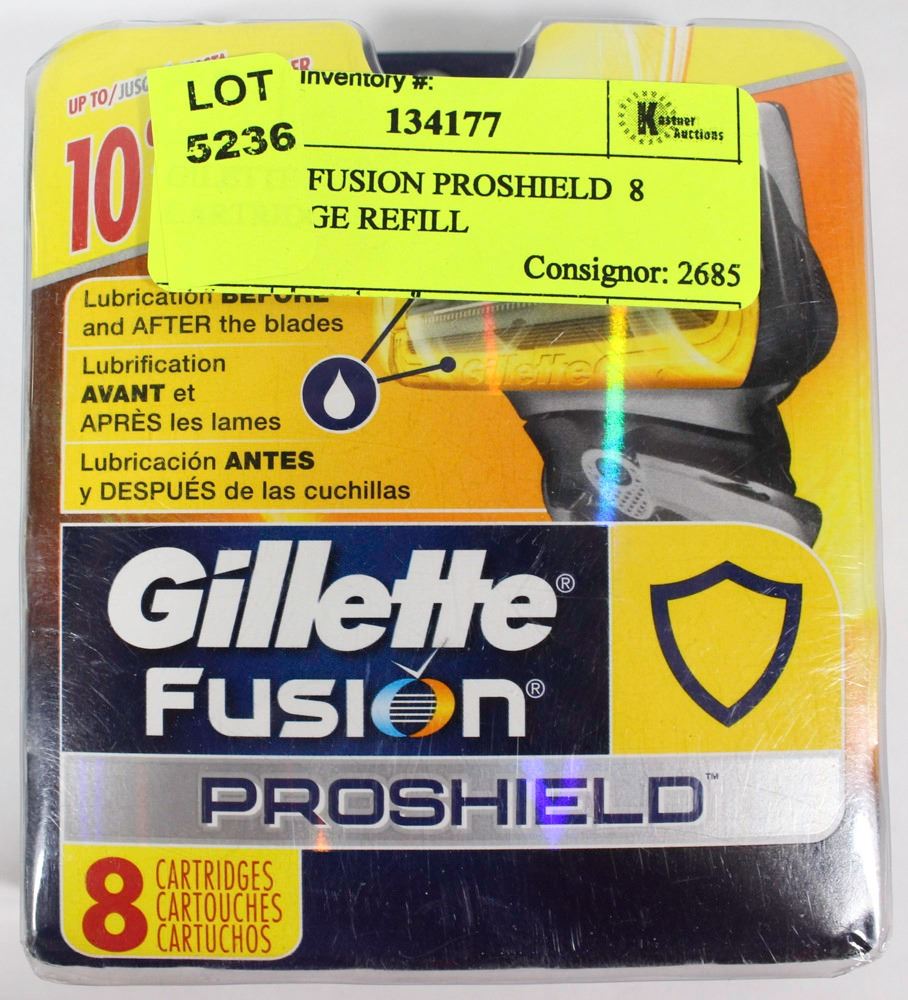 UP TO/
10
LOT
5236
Inventory #:
134177
Kastner
Auctions
FUSION PROSHIELD 8
GE REFILL
Consignor: 2685
Lubrication BEFORE
and AFTER the blades
Lubrification
AVANT et
APRÈS les lames
Lubricación ANTES
y DESPUÉS de las cuchillas
Gillette
Gillette®
FUSION®
PROSHIELD™
8 CARTRIDGES
CARTOUCHES
CARTUCHOS